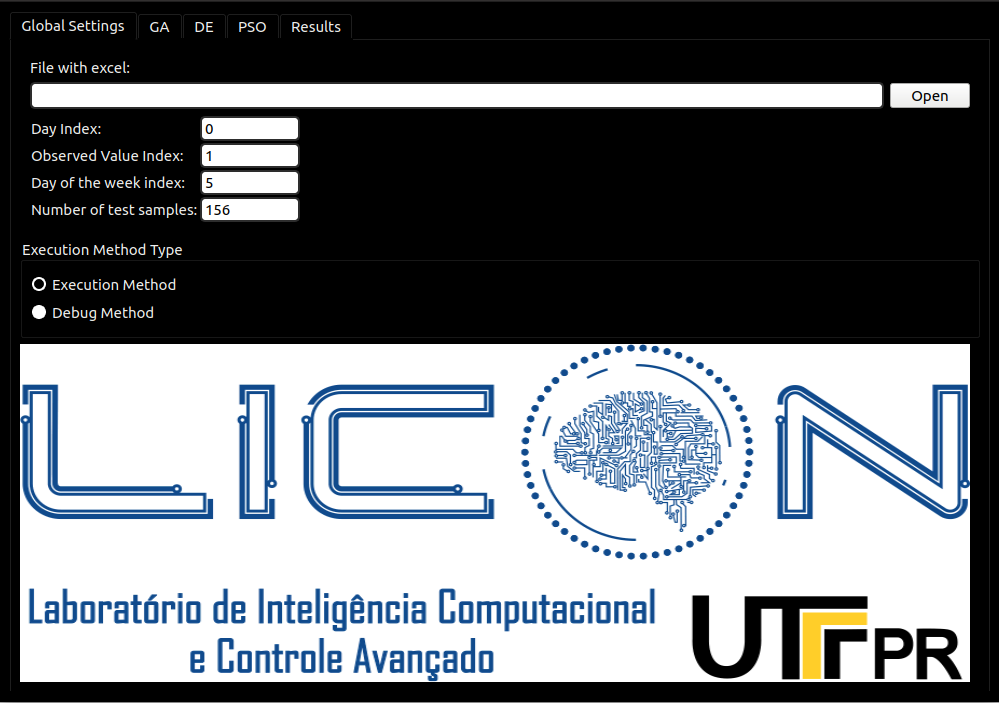 Global Settings GA DE PSO Results
File with excel:
Open
Day Index: 0
Observed Value Index: 1
Day of the week index: 5
Number of test samples: 156
Execution Method Type
Execution Method
Debug Method
LICON
Laboratório de Inteligência Computacional
e Controle Avançado
UTFPR